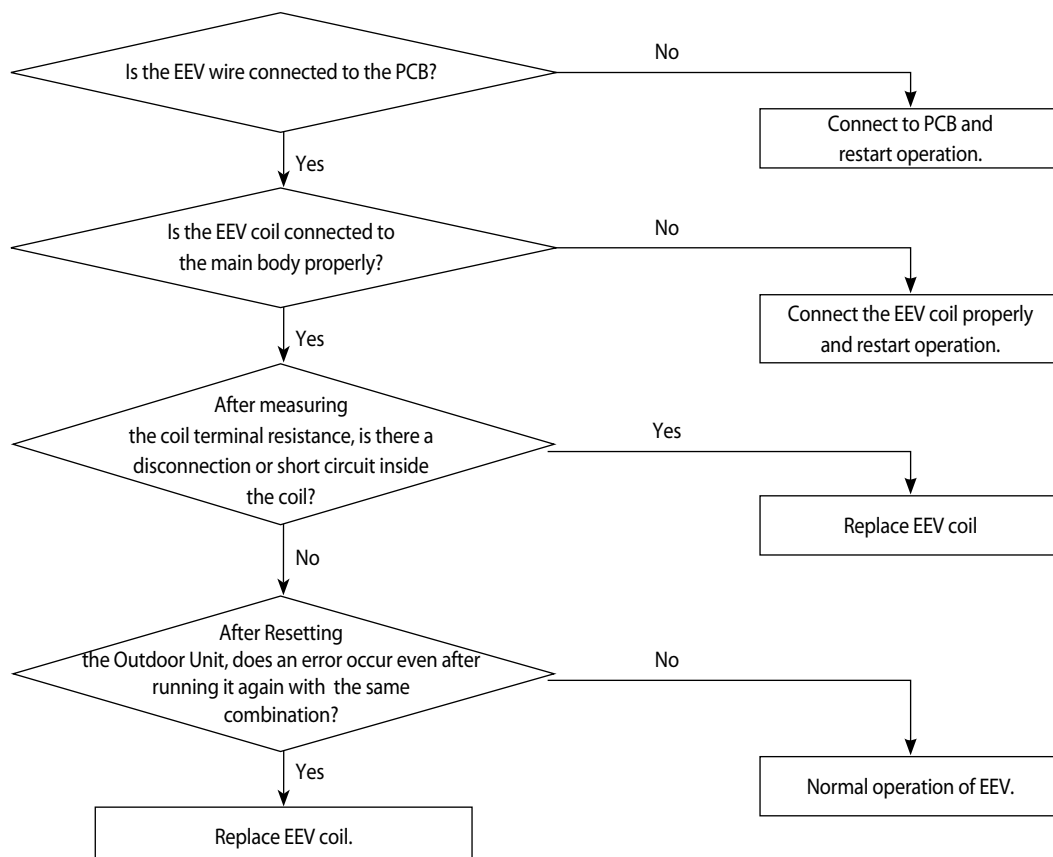 Is the EEV wire connected to the PCB?
No
Connect to PCB and
restart operation.
Yes
Is the EEV coil connected to
the main body properly?
No
Connect the EEV coil properly
and restart operation.
Yes
After measuring
the coil terminal resistance, is there a
disconnection or short circuit inside
the coil?
Yes
Replace EEV coil
No
After Resetting
the Outdoor Unit, does an error occur even after
running it again with the same
combination?
No
Normal operation of EEV.
Yes
Replace EEV coil.